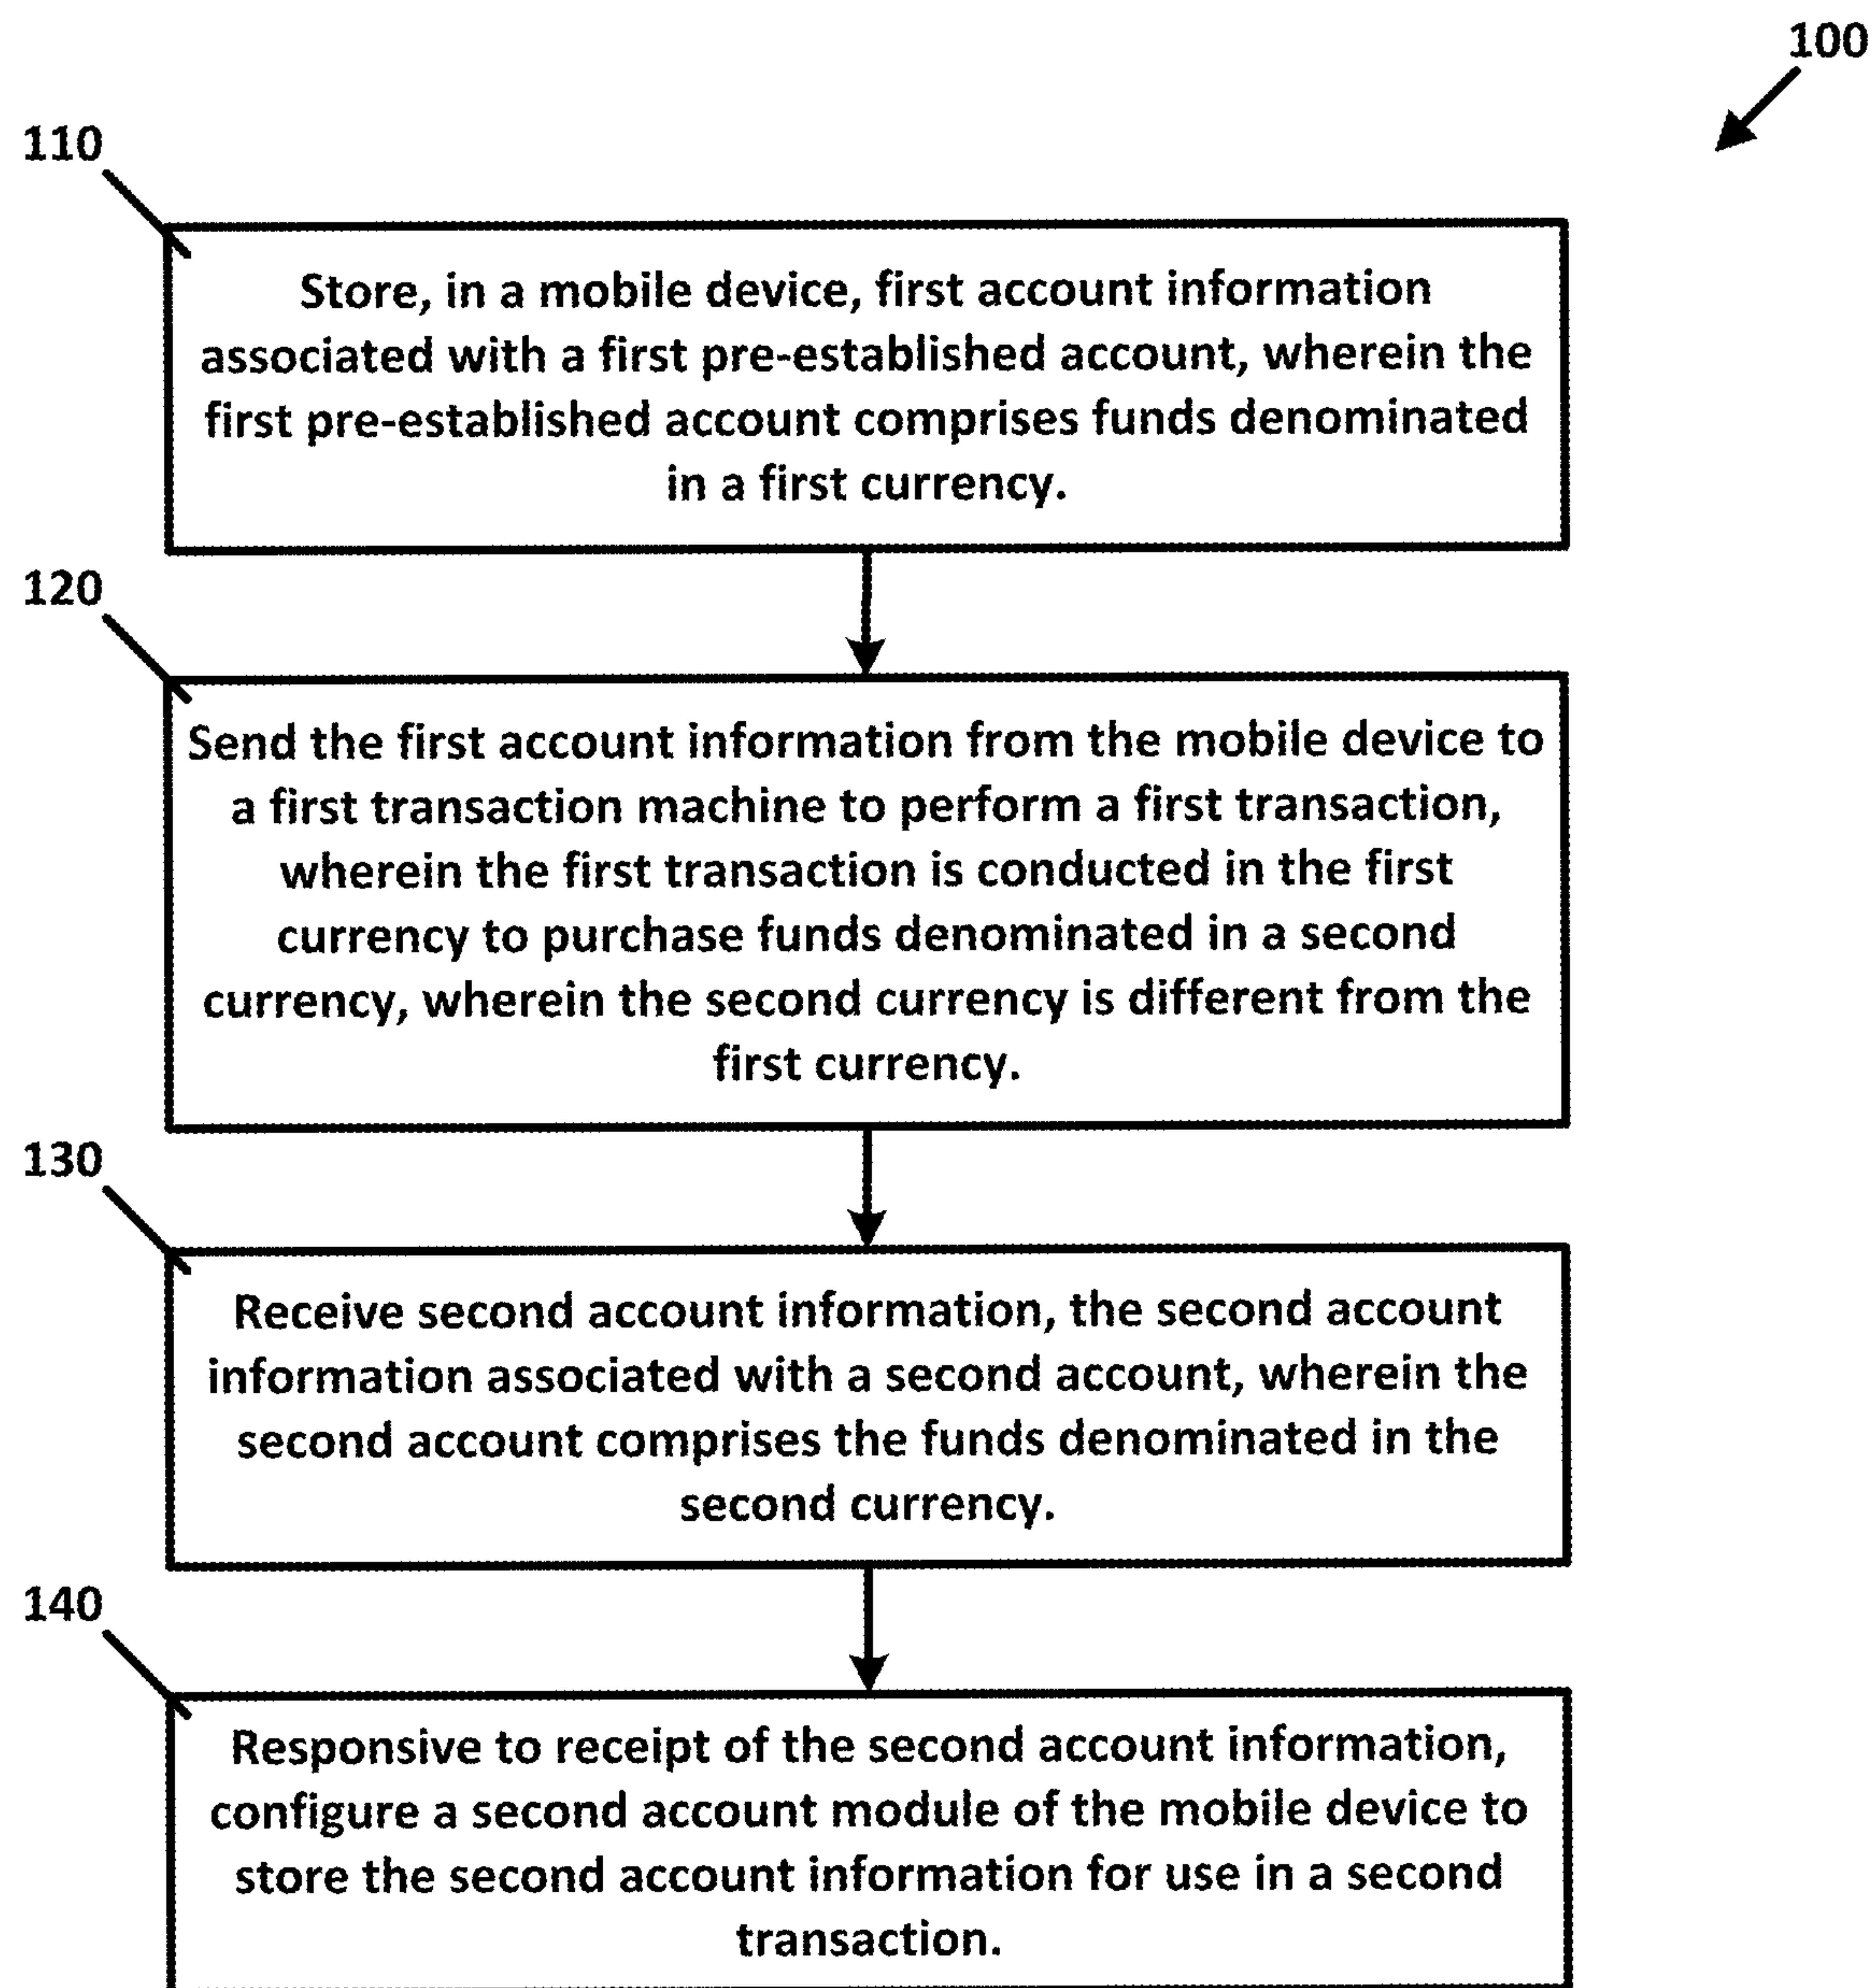 100
110
Store, in a mobile device, first account information
associated with a first pre-established account, wherein the
first pre-established account comprises funds denominated
in a first currency.
120
Send the first account information from the mobile device to
a first transaction machine to perform a first transaction,
wherein the first transaction is conducted in the first
currency to purchase funds denominated in a second
currency, wherein the second currency is different from the
first currency.
130
Receive second account information, the second account
information associated with a second account, wherein the
second account comprises the funds denominated in the
second currency.
140
Responsive to receipt of the second account information,
configure a second account module of the mobile device to
store the second account information for use in a second
transaction.